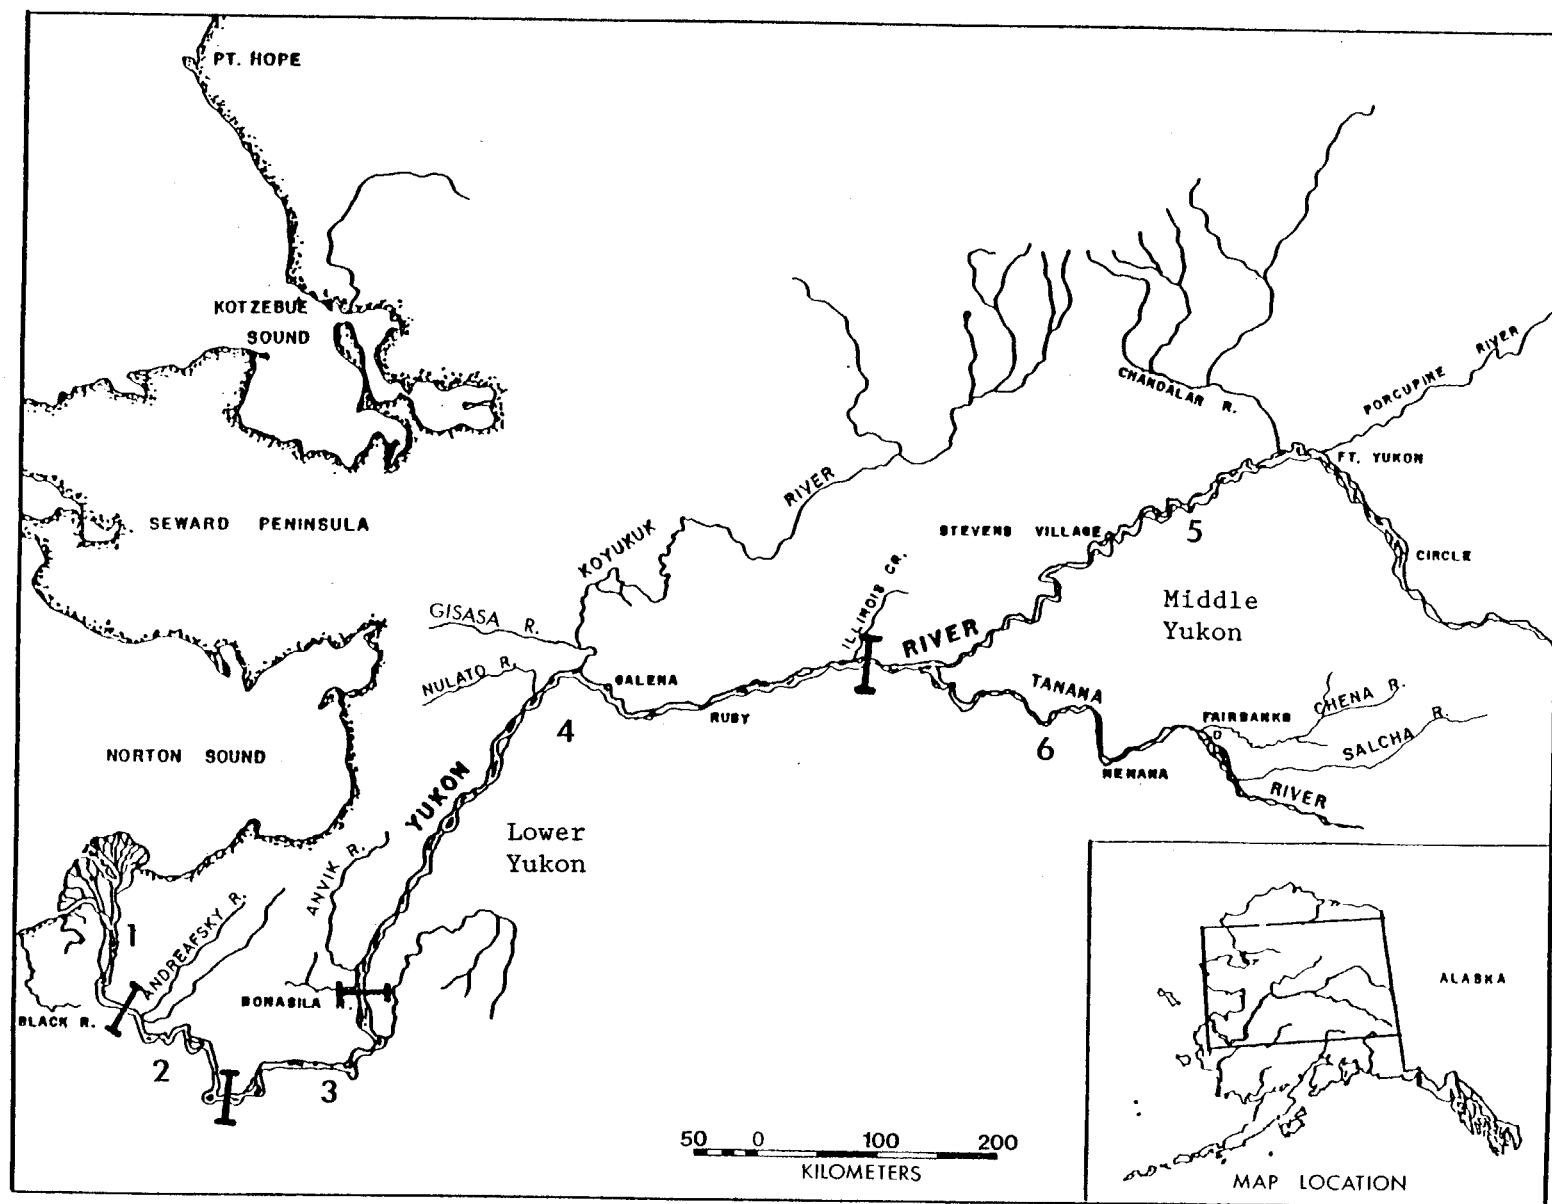 PT. HOPE
KOTZEBUE
SOUND
CHANDALAR R.
PORCUPINE RIVER
FT. YUKON
KOYUKUK RIVER
SEWARD PENINSULA
STEVENS VILLAGE
5
CIRCLE
ILLINOIS CR.
Middle
Yukon
GISASA R.
YUKON RIVER
NULATO R.
GALENA
RUBY
4
TANANA RIVER
6
CHENA R.
FAIRBANKS
SALCHA R.
NENANA
NORTON SOUND
Lower
Yukon
ANVIK R.
ANDREAFSKY R.
1
BONASILA R.
BLACK R.
2
3
ALASKA
50 0 100 200
KILOMETERS
MAP LOCATION